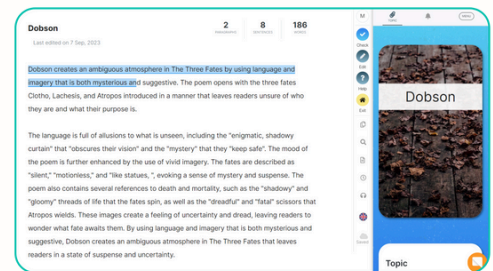 Dobson
Last edited on 7 Sep, 2023
2
8
186
Dobson creates an ambiguous atmosphere in The Three Fates by using language and
imagery that is both mysterious and suggestive. The poem opens with the three fates
Clotho, Lachesis, and Atropos introduced in a manner that leaves readers unsure of who
they are and what their purpose is.
The language is full of allusions to what is unseen, including the "enigmatic, shadowy
curtain" that "obscures their vision" and the "mystery" that they "keep safe". The mood of
the poem is further enhanced by the use of vivid imagery. The fates are described as
"silent," "motionless," and "like statues, ", evoking a sense of mystery and suspense. The
poem also contains several references to death and mortality, such as the "shadowy" and
"gloomy" threads of life that the fates spin, as well as the "dreadful" and "fatal" scissors that
Atropos wields. These images create a feeling of uncertainty and dread, leaving readers to
wonder what fate awaits them. By using language and imagery that is both mysterious and
suggestive, Dobson creates an ambiguous atmosphere in The Three Fates that leaves
readers in a state of suspense and uncertainty.
M
Check
Edit
Help
Exit
Dobson
Topic